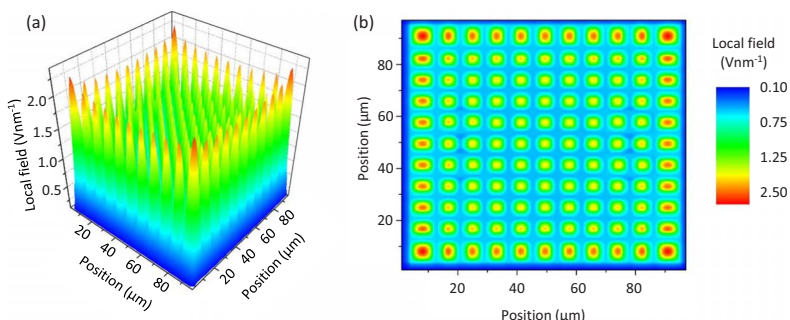 (a)
Local field (Vnm⁻¹)
2.0
1.5
1.0
0.5
20
40
60
80
Position (μm)
20
40
60
80
Position (μm)
(b)
Position (μm)
80
60
40
20
20
40
60
80
Position (μm)
Local field
(Vnm⁻¹)
0.10
0.75
1.25
2.50